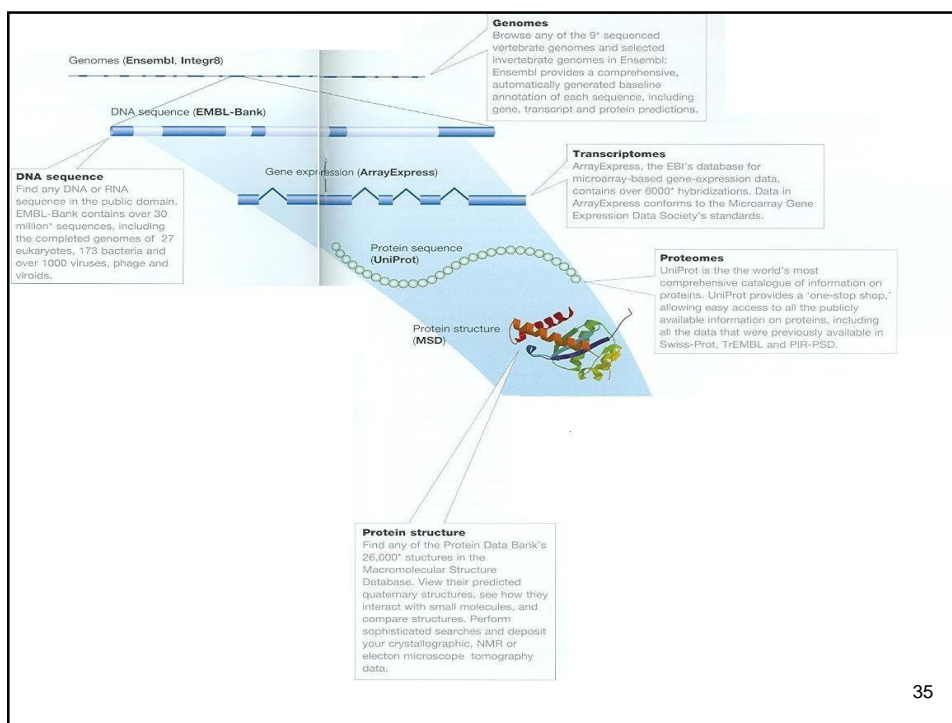 Genomes
Browse any of the 9* sequenced
vertebrate genomes and selected
invertebrate genomes in Ensembl:
Ensembl provides a comprehensive,
automatically generated baseline
annotation of each sequence, including
gene, transcript and protein predictions.
Genomes (Ensembl, Integr8)
DNA sequence (EMBL-Bank)
DNA sequence
Find any DNA or RNA
sequence in the public domain.
EMBL-Bank contains over 30
million* sequences, including
the completed genomes of 27
eukaryotes, 173 bacteria and
over 1000 viruses, phage and
viroids.
Gene expression (ArrayExpress)
Transcriptomes
ArrayExpress, the EBI's database for
microarray-based gene-expression data,
contains over 6000* hybridizations. Data in
ArrayExpress conforms to the Microarray Gene
Expression Data Society's standards.
Protein sequence
(UniProt)
Proteomes
UniProt is the the world's most
comprehensive catalogue of information on
proteins. UniProt provides a 'one-stop shop,'
allowing easy access to all the publicly
available information on proteins, including
all the data that were previously available in
Swiss-Prot, TrEMBL and PIR-PSD.
Protein structure
(MSD)
Protein structure
Find any of the Protein Data Bank's
26,000* stuctures in the
Macromolecular Structure
Database. View their predicted
quaternary structures, see how they
interact with small molecules, and
compare structures. Perform
sophisticated searches and deposit
your crystallographic, NMR or
electon microscope tomography
data.
35